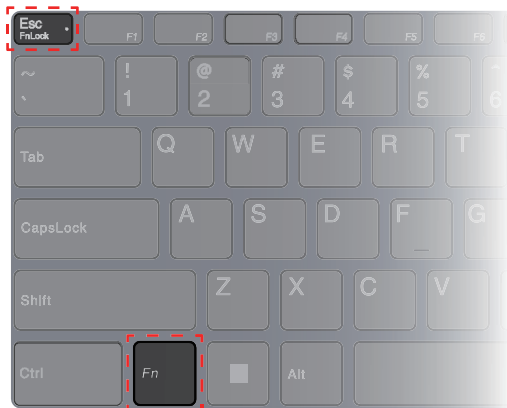 Esc
FnLock
F1 F2 F3 F4 F5 F6
~ ! @ # $ % ^
` 1 2 3 4 5 6
Tab Q W E R T
CapsLock A S D F G
Shift Z X C V
Ctrl Fn Alt